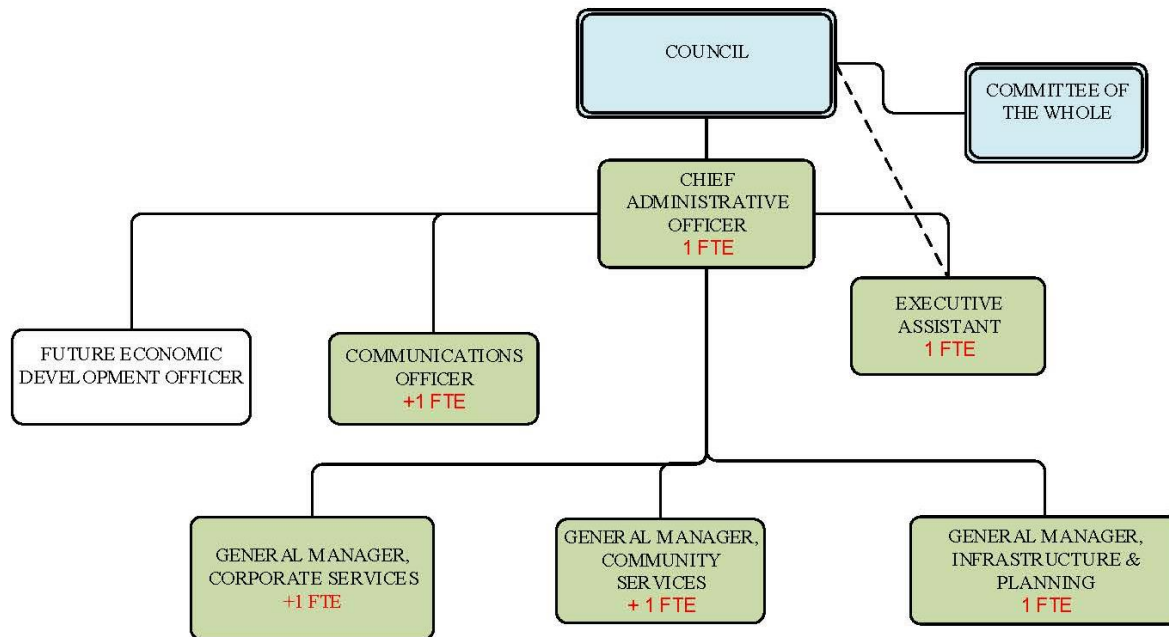 COUNCIL
COMMITTEE OF
THE WHOLE
CHIEF
ADMINISTRATIVE
OFFICER
1 FTE
EXECUTIVE
ASSISTANT
1 FTE
FUTURE ECONOMIC
DEVELOPMENT OFFICER
COMMUNICATIONS
OFFICER
+1 FTE
GENERAL MANAGER,
CORPORATE SERVICES
+1 FTE
GENERAL MANAGER,
COMMUNITY
SERVICES
+ 1 FTE
GENERAL MANAGER,
INFRASTRUCTURE &
PLANNING
1 FTE